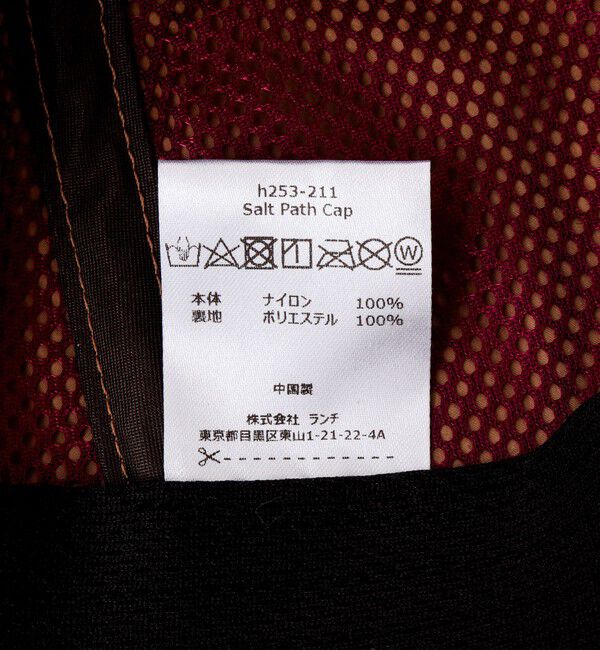 h253-211
Salt Path Cap
W
本体 ナイロン 100%
裏地 ポリエステル 100%
中国製
株式会社 ランチ
東京都目黒区東山1-21-22-4A